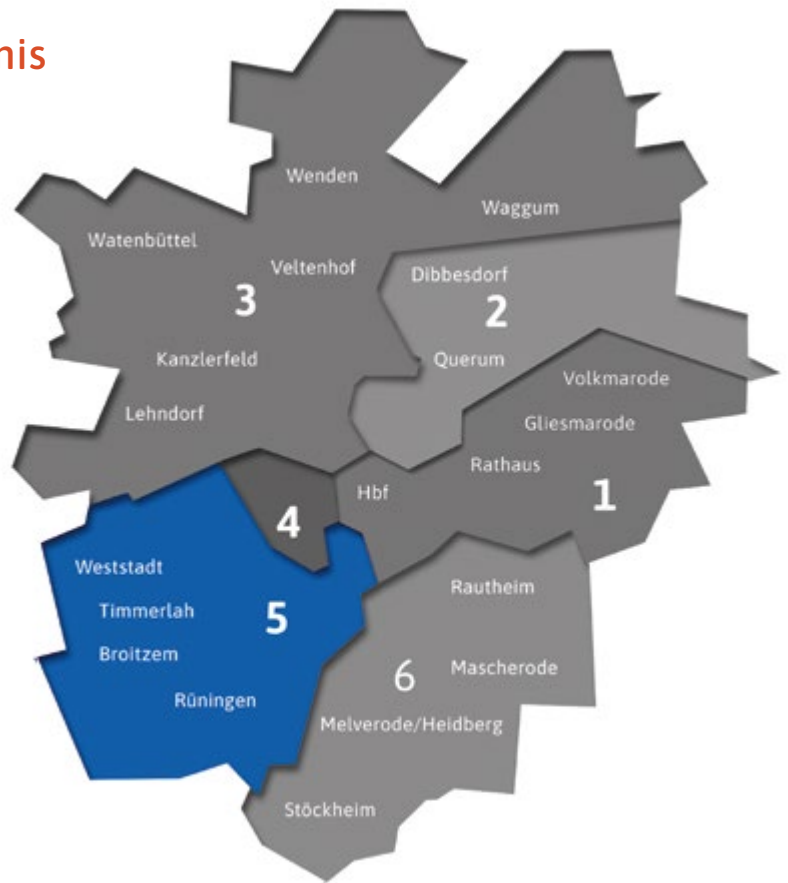 nis
Wenden
Waggum
Watenbüttel
Veltenhof
Dibbesdorf
3
2
Kanzlerfeld
Querum
Volkmarode
Lehndorf
Gliesmarode
Rathaus
Hbf
1
4
Weststadt
Rautheim
Timmerlah
5
Broitzem
Mascherode
6
Rüningen
Melverode/Heidberg
Stöckheim